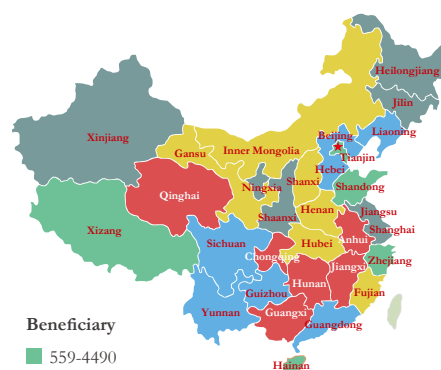 Heilongjiang
Jilin
Beijing
Liaoning
Xinjiang
Gansu
Inner Mongolia
Tianjin
Hebei
Ningxia
Shanxi
Shandong
Qinghai
Henan
Jiangsu
Shaanxi
Shanghai
Xizang
Sichuan
Hubei
Anhui
Chongqing
Zhejiang
Jiangxi
Hunan
Guizhou
Fujian
Yunnan
Guangxi
Guangdong
Beneficiary
559-4490
Hainan